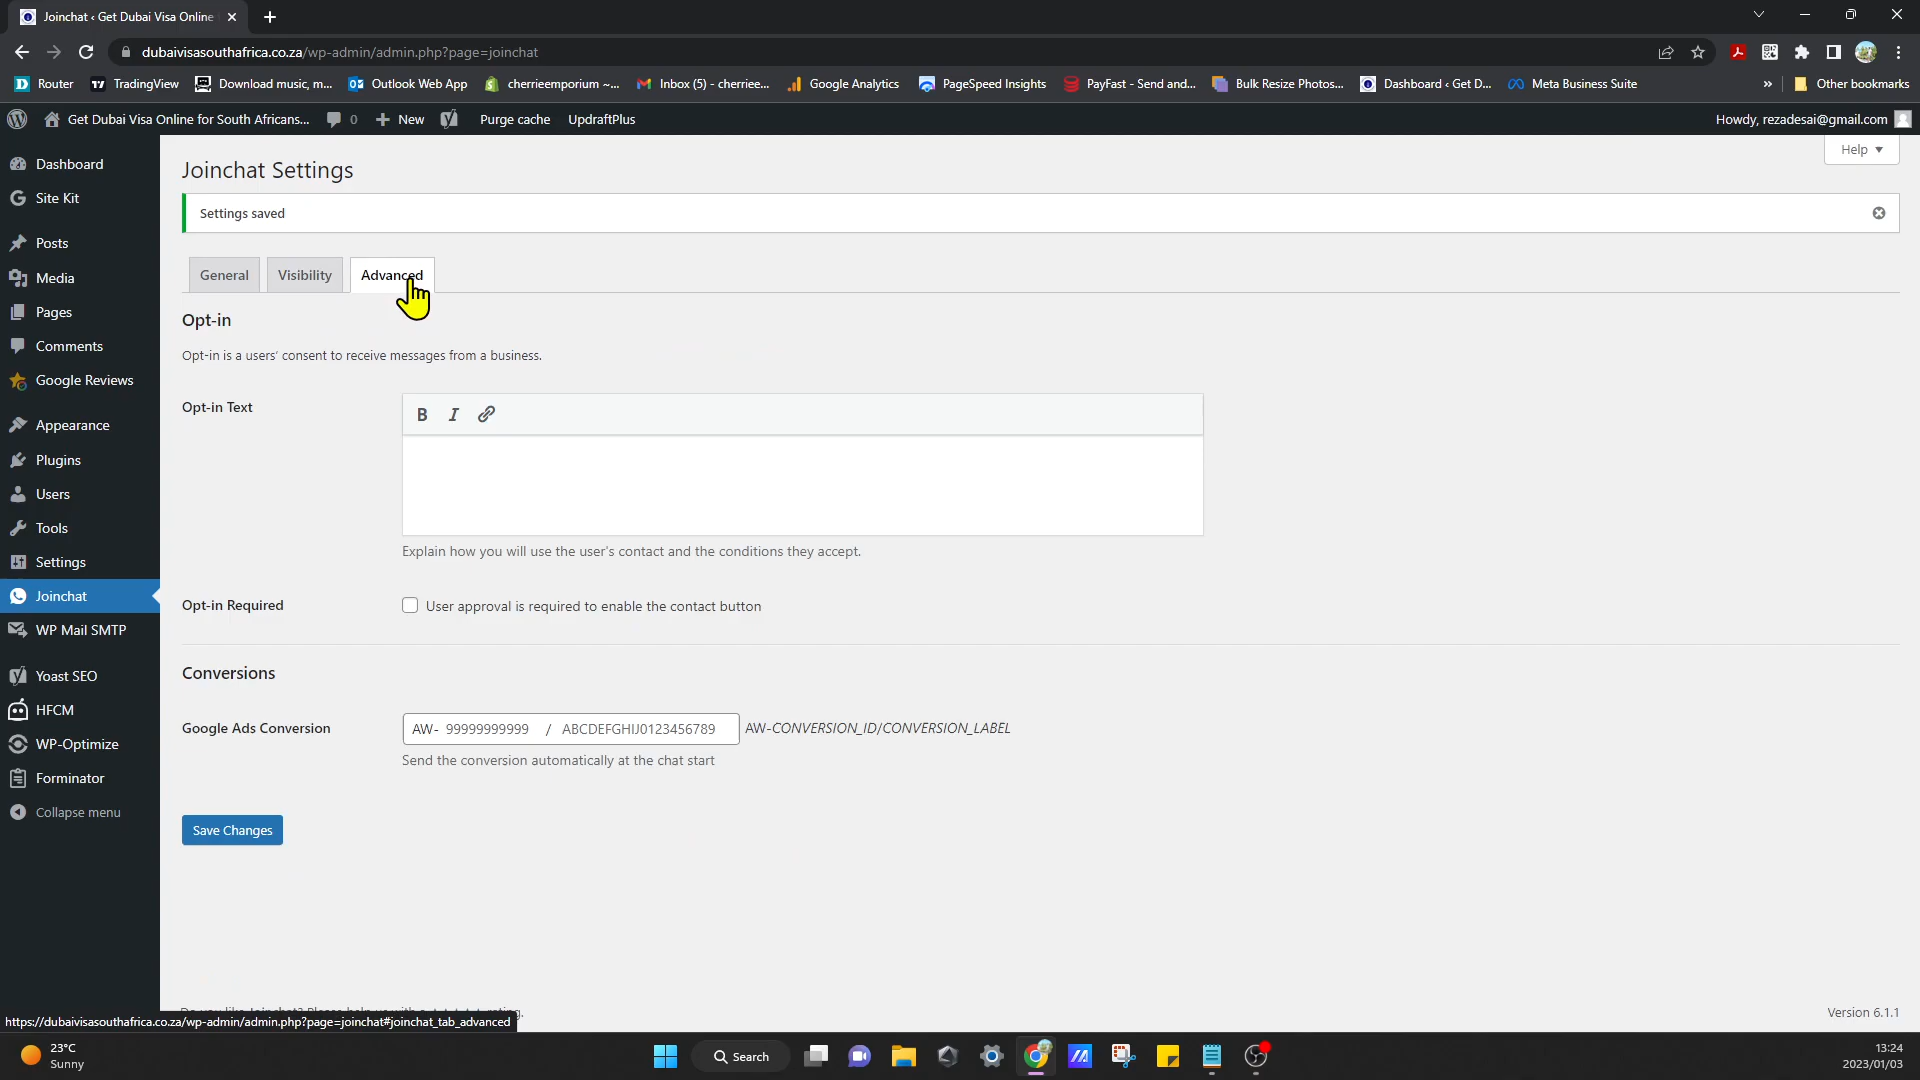 Joinchat ‹ Get Dubai Visa Online
dubaivisasouthafrica.co.za/wp-admin/admin.php?page=joinchat
Router
TradingView
Download music, m...
Outlook Web App
cherrieemporium ~...
Inbox (5) - cherriee...
Google Analytics
PageSpeed Insights
PayFast - Send and...
Bulk Resize Photos...
Dashboard ‹ Get D...
Meta Business Suite
»
Other bookmarks
Get Dubai Visa Online for South Africans...
0
New
Purge cache
UpdraftPlus
Howdy, rezadesai@gmail.com
Dashboard
Site Kit
Posts
Media
Pages
Comments
Google Reviews
Appearance
Plugins
Users
Tools
Settings
Joinchat
WP Mail SMTP
Yoast SEO
HFCM
WP-Optimize
Forminator
Collapse menu
Help
Joinchat Settings
Settings saved
General
Visibility
Advanced
Opt-in
Opt-in is a users' consent to receive messages from a business.
Opt-in Text
B I
Explain how you will use the user's contact and the conditions they accept.
Opt-in Required
User approval is required to enable the contact button
Conversions
Google Ads Conversion
AW- 99999999999 / ABCDEFGHIJ0123456789 AW-CONVERSION_ID/CONVERSION_LABEL
Send the conversion automatically at the chat start
Save Changes
Version 6.1.1
https://dubaivisasouthafrica.co.za/wp-admin/admin.php?page=joinchat#joinchat_tab_advanced
23°C
Sunny
Search
13:24
2023/01/03